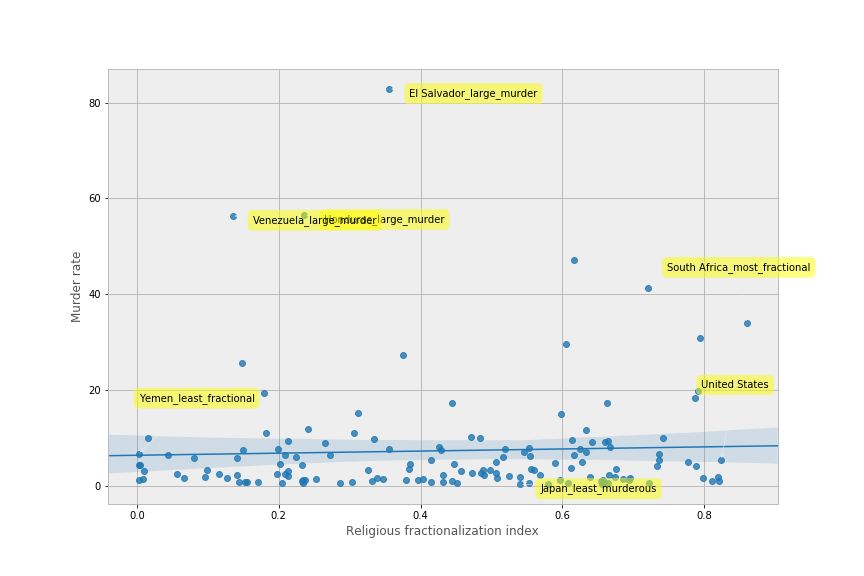 El Salvador_large_murder
80
Venezuela_large_murder
Honduras_large_murder
60
South Africa_most_fractional
40
United States
20
Yemen_least_fractional
Japan_least_murderous
0
0.0 0.2 0.4 0.6 0.8
Religious fractionalization index
Murder rate